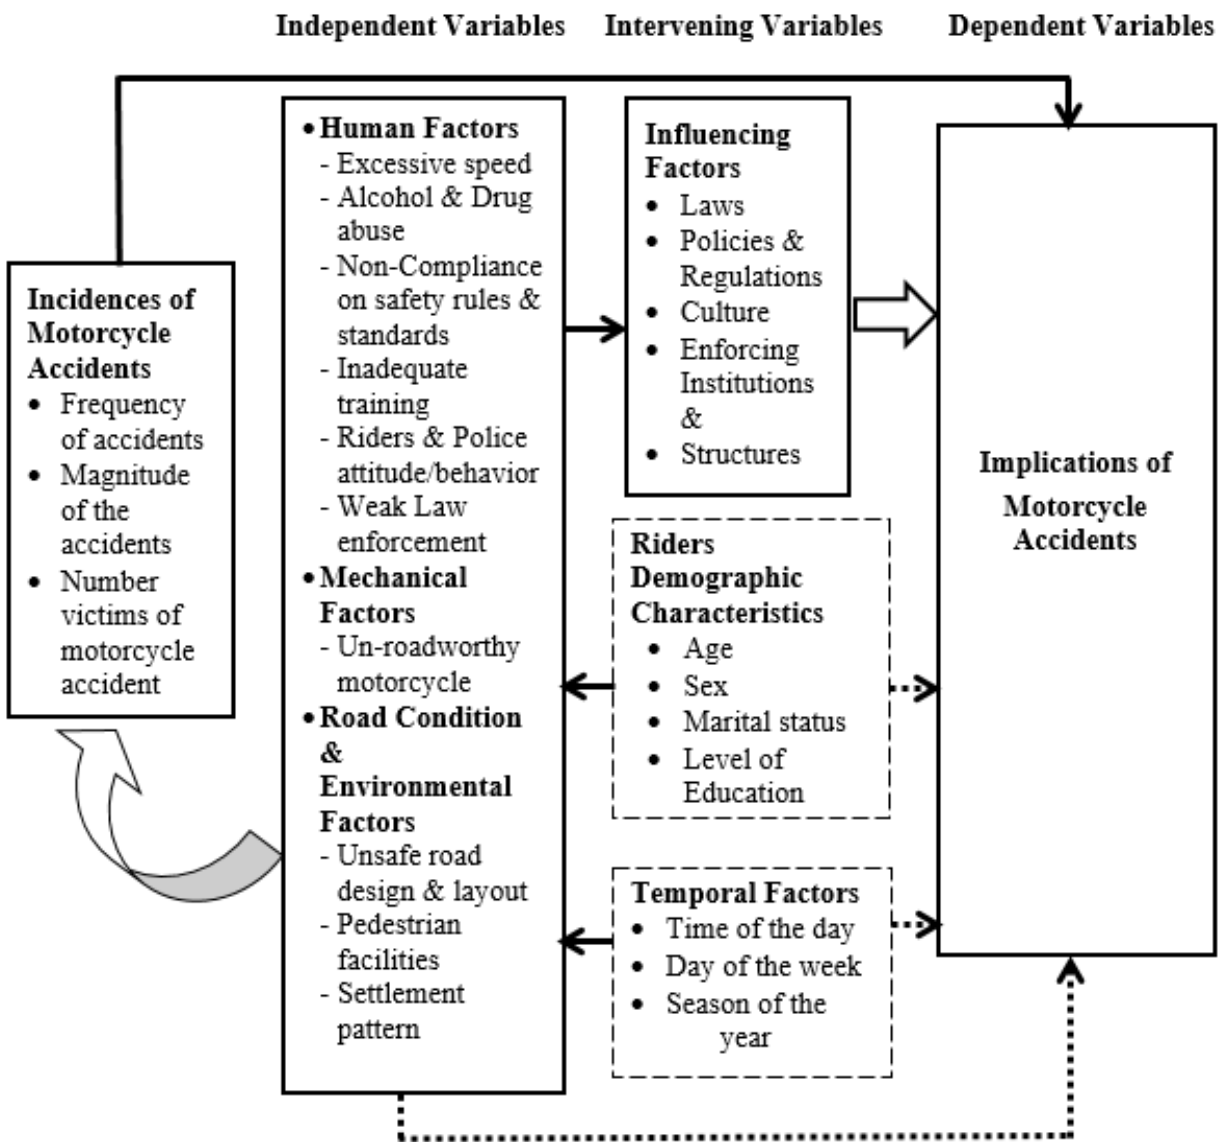 Independent Variables
Intervening Variables
Dependent Variables
Incidences of
Motorcycle
Accidents
• Frequency
of accidents
• Magnitude
of the
accidents
• Number
victims of
motorcycle
accident
• Human Factors
- Excessive speed
- Alcohol & Drug
abuse
- Non-Compliance
on safety rules &
standards
- Inadequate
training
- Riders & Police
attitude/behavior
- Weak Law
enforcement
• Mechanical
Factors
- Un-roadworthy
motorcycle
• Road Condition
&
Environmental
Factors
- Unsafe road
design & layout
- Pedestrian
facilities
- Settlement
pattern
Influencing
Factors
• Laws
• Policies &
Regulations
• Culture
• Enforcing
Institutions
&
• Structures
Riders
Demographic
Characteristics
• Age
• Sex
• Marital status
• Level of
Education
Temporal Factors
• Time of the day
• Day of the week
• Season of the
year
Implications of
Motorcycle
Accidents